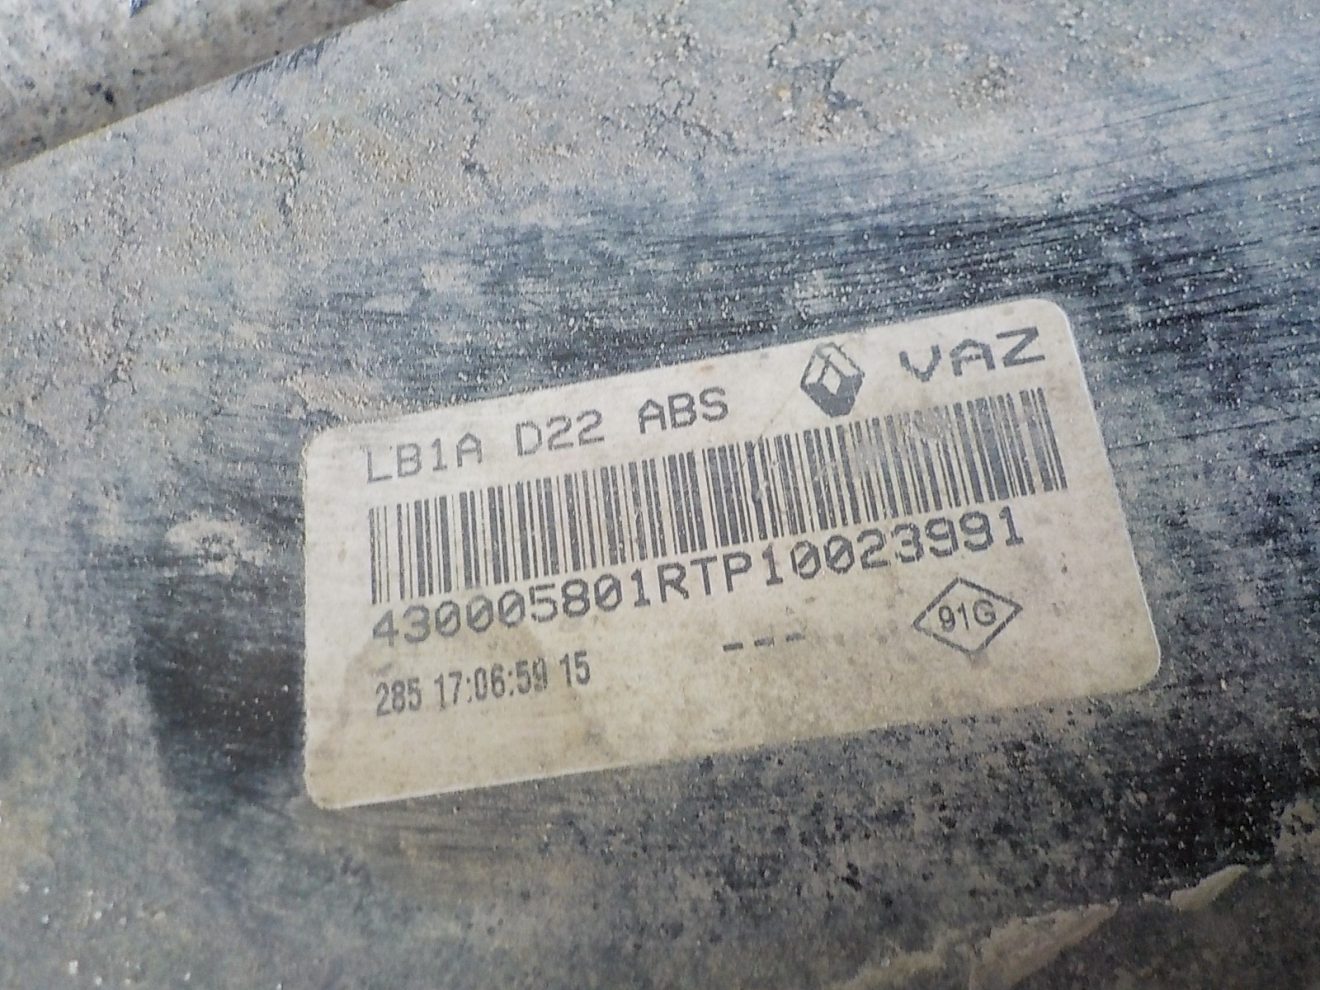 LB1A D22 ABS VAZ
430005801RTP10023991
285 17:06:59 15 ---
91G